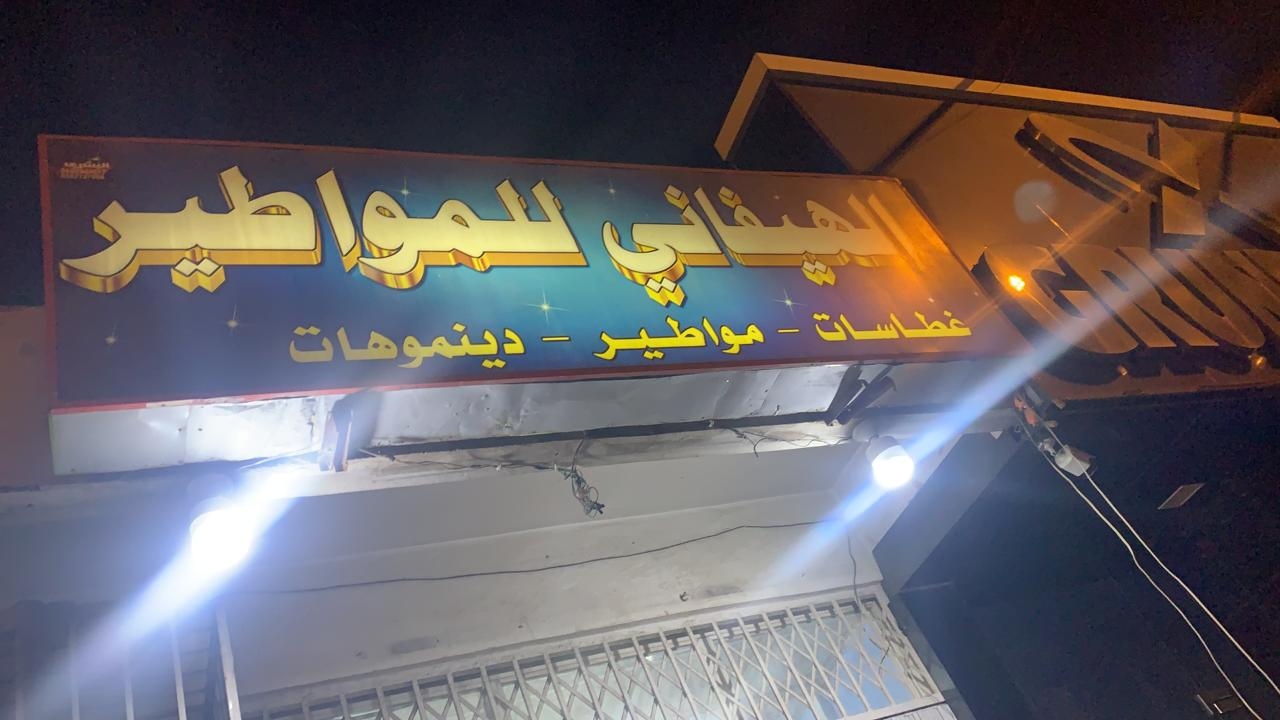 الهيفاني للمواطير
غطاسات - مواطير - دينموهات